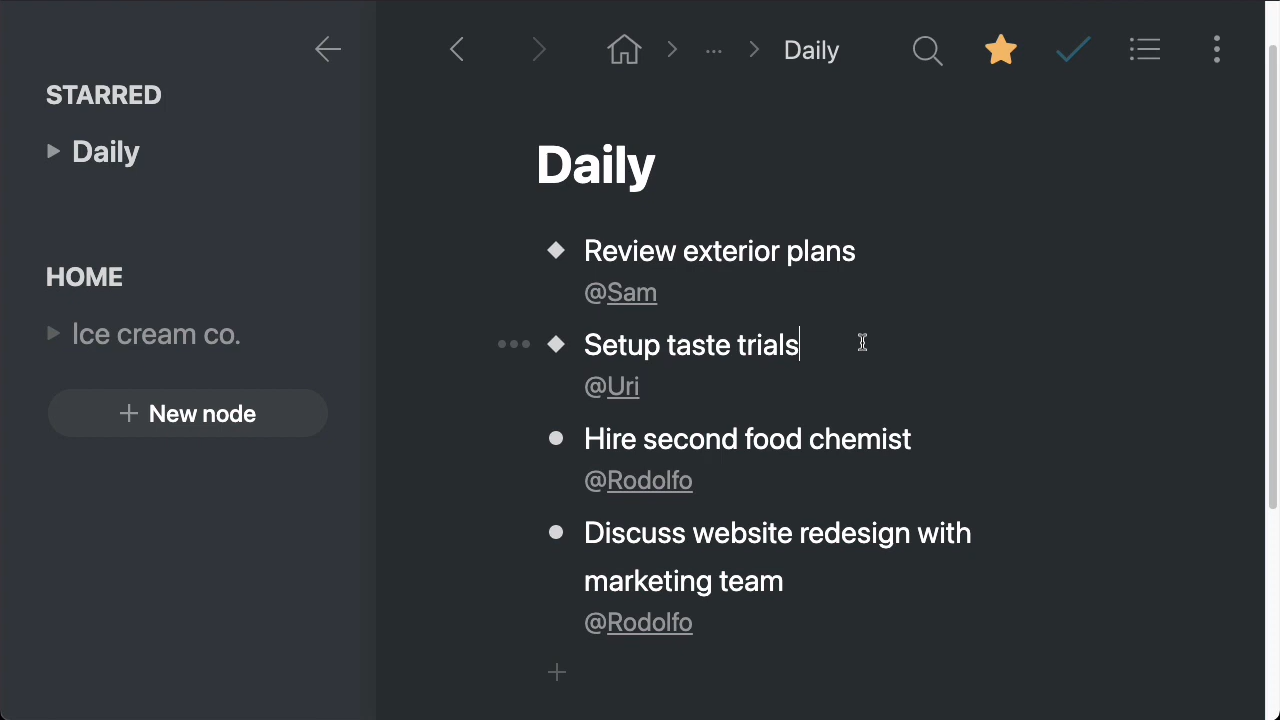 STARRED
Daily
HOME
Ice cream co.
+ New node
... Daily
Daily
Review exterior plans
@Sam
Setup taste trials
@Uri
Hire second food chemist
@Rodolfo
Discuss website redesign with
marketing team
@Rodolfo
+